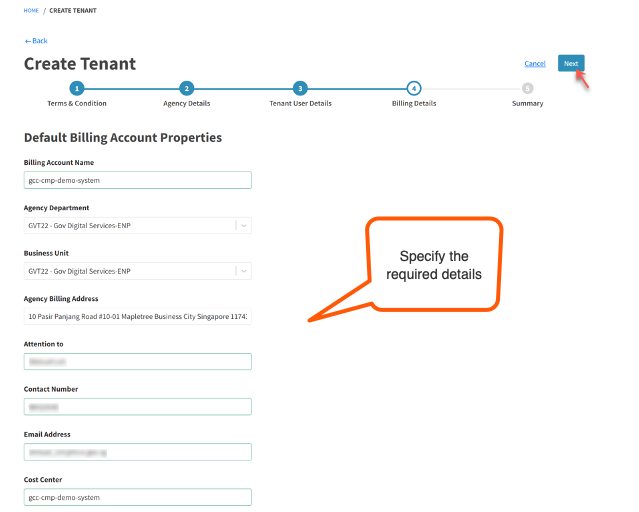 HOME / CREATE TENANT
← Back
Create Tenant
Cancel
Next
1
2
3
4
5
Terms & Condition
Agency Details
Tenant User Details
Billing Details
Summary
Default Billing Account Properties
Billing Account Name
gcc-cmp-demo-system
Agency Department
GVT22 - Gov Digital Services-ENP
Business Unit
GVT22 - Gov Digital Services-ENP
Specify the
required details
Agency Billing Address
10 Pasir Panjang Road #10-01 Mapletree Business City Singapore 1174
Attention to
Contact Number
Email Address
Cost Center
gcc-cmp-demo-system